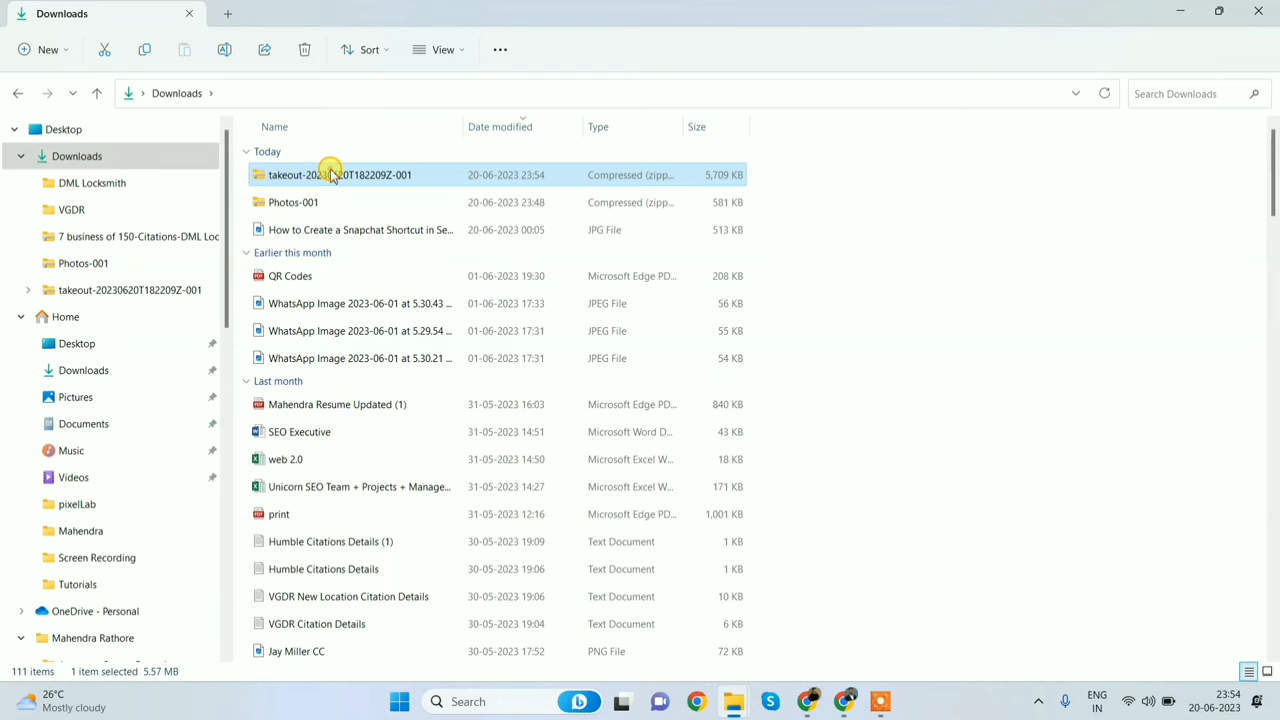 Downloads
New
Sort
View
Downloads
Search Downloads
Desktop
Downloads
DML Locksmith
VGDR
7 business of 150-Citations-DML Loc
Photos-001
takeout-20230620T182209Z-001
Home
Desktop
Downloads
Pictures
Documents
Music
Videos
pixelLab
Mahendra
Screen Recording
Tutorials
OneDrive - Personal
Mahendra Rathore
Name Date modified Type Size
Today
takeout-20230620T182209Z-001 20-06-2023 23:54 Compressed (zipp... 5,709 KB
Photos-001 20-06-2023 23:48 Compressed (zipp... 581 KB
How to Create a Snapchat Shortcut in Se... 20-06-2023 00:05 JPG File 513 KB
Earlier this month
QR Codes 01-06-2023 19:30 Microsoft Edge PD... 208 KB
WhatsApp Image 2023-06-01 at 5.30.43 ... 01-06-2023 17:33 JPEG File 56 KB
WhatsApp Image 2023-06-01 at 5.29.54 ... 01-06-2023 17:31 JPEG File 55 KB
WhatsApp Image 2023-06-01 at 5.30.21 ... 01-06-2023 17:31 JPEG File 54 KB
Last month
Mahendra Resume Updated (1) 31-05-2023 16:03 Microsoft Edge PD... 840 KB
SEO Executive 31-05-2023 14:51 Microsoft Word D... 43 KB
web 2.0 31-05-2023 14:50 Microsoft Excel W... 18 KB
Unicorn SEO Team + Projects + Manage... 31-05-2023 14:27 Microsoft Excel W... 171 KB
print 31-05-2023 12:16 Microsoft Edge PD... 1,001 KB
Humble Citations Details (1) 30-05-2023 19:09 Text Document 1 KB
Humble Citations Details 30-05-2023 19:06 Text Document 1 KB
VGDR New Location Citation Details 30-05-2023 19:06 Text Document 10 KB
VGDR Citation Details 30-05-2023 19:04 Text Document 6 KB
Jay Miller CC 30-05-2023 17:52 PNG File 72 KB
111 items 1 item selected 5.57 MB
26°C
Mostly cloudy
Search
ENG
IN
23:54
20-06-2023